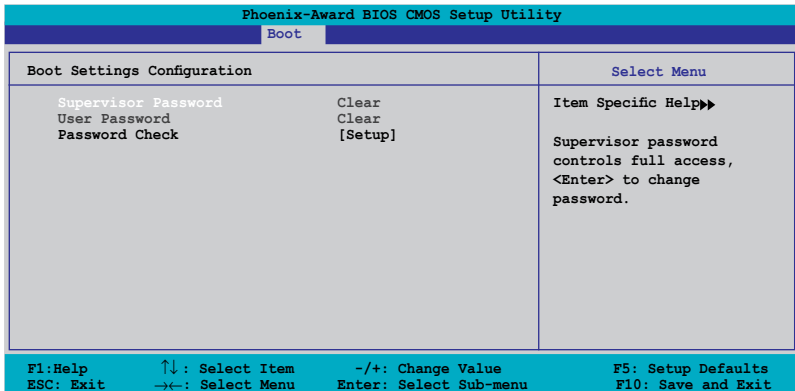 Phoenix-Award BIOS CMOS Setup Utility
Boot
Boot Settings Configuration
Select Menu
Supervisor Password Clear
User Password Clear
Password Check [Setup]
Item Specific Help▶▶
Supervisor password
controls full access,
<Enter> to change
password.
F1:Help ↑↓: Select Item -/+: Change Value F5: Setup Defaults
ESC: Exit →←: Select Menu Enter: Select Sub-menu F10: Save and Exit